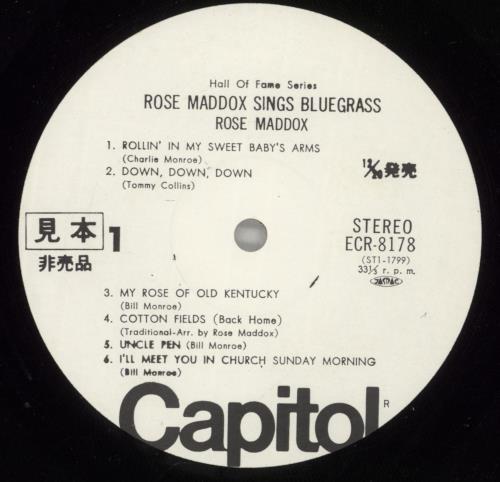 Hall Of Fame Series
ROSE MADDOX SINGS BLUEGRASS
ROSE MADDOX
1. ROLLIN' IN MY SWEET BABY'S ARMS
(Charlie Monroe)
2. DOWN, DOWN, DOWN
(Tommy Collins)
12/20 発売
見本 1
非売品
STEREO
ECR-8178
(ST1-1799)
33⅓ r. p. m.
JASRAC
3. MY ROSE OF OLD KENTUCKY
(Bill Monroe)
4. COTTON FIELDS (Back Home)
(Traditional-Arr. by Rose Maddox)
5. UNCLE PEN (Bill Monroe)
6. I'LL MEET YOU IN CHURCH SUNDAY MORNING
(Bill Monroe)
Capitol R